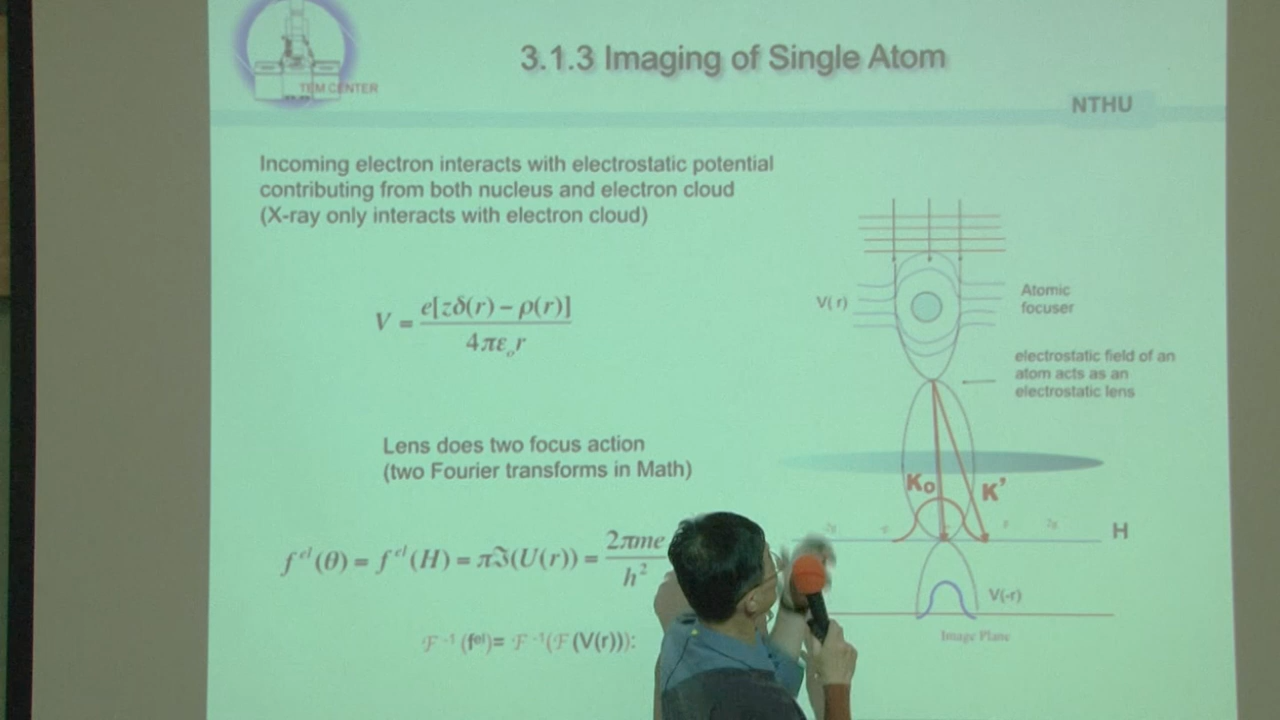 TEM CENTER
3.1.3 Imaging of Single Atom
NTHU
Incoming electron interacts with electrostatic potential
contributing from both nucleus and electron cloud
(X-ray only interacts with electron cloud)
V = e[zδ(r) – ρ(r)] / 4πε₀r
Lens does two focus action
(two Fourier transforms in Math)
f^el(θ) = f^el(H) = πℑ(U(r)) = 2πme / h²
ℱ⁻¹ (f^el)= ℱ⁻¹(ℱ(V(r))):
V( r)
Atomic
focuser
electrostatic field of an
atom acts as an
electrostatic lens
K₀
K'
H
V(-r)
Image Plane